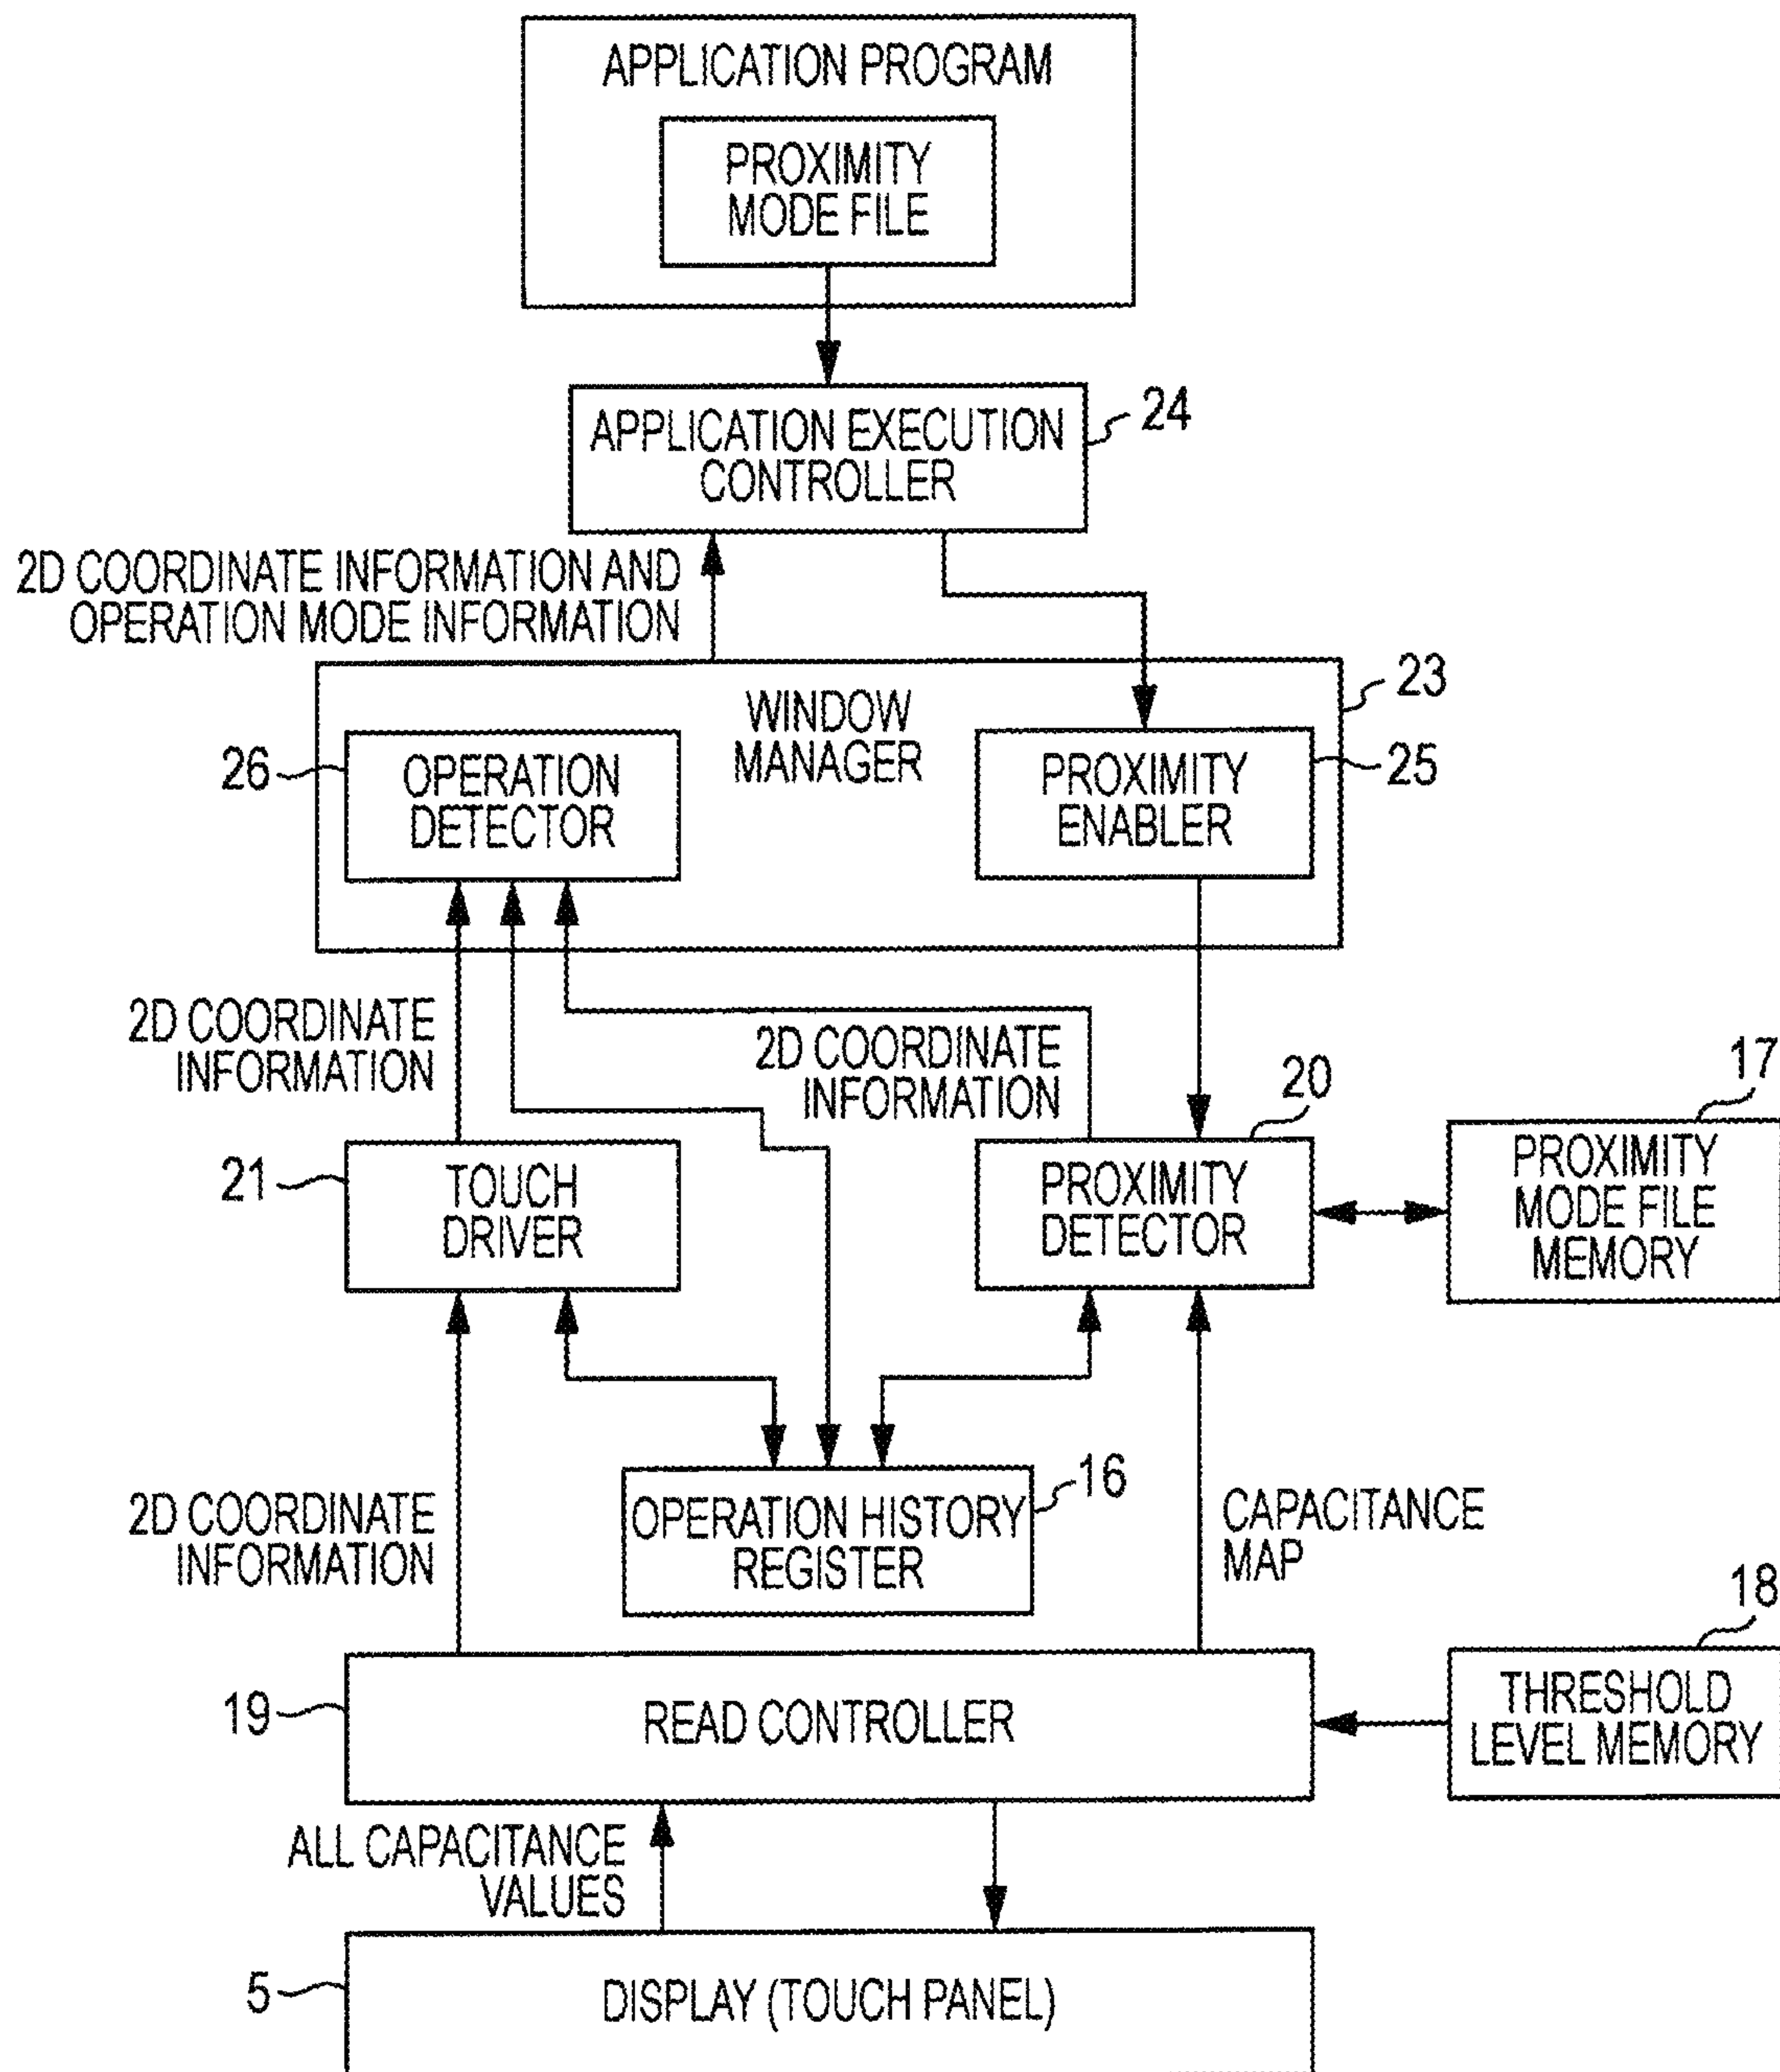 APPLICATION PROGRAM
PROXIMITY
MODE FILE
APPLICATION EXECUTION
CONTROLLER
24
2D COORDINATE INFORMATION AND
OPERATION MODE INFORMATION
23
WINDOW
MANAGER
26
OPERATION
DETECTOR
PROXIMITY
ENABLER
25
2D COORDINATE
INFORMATION
2D COORDINATE
INFORMATION
20
17
21
TOUCH
DRIVER
PROXIMITY
DETECTOR
PROXIMITY
MODE FILE
MEMORY
16
OPERATION HISTORY
REGISTER
2D COORDINATE
INFORMATION
CAPACITANCE
MAP
18
19
READ CONTROLLER
THRESHOLD
LEVEL MEMORY
ALL CAPACITANCE
VALUES
5
DISPLAY (TOUCH PANEL)